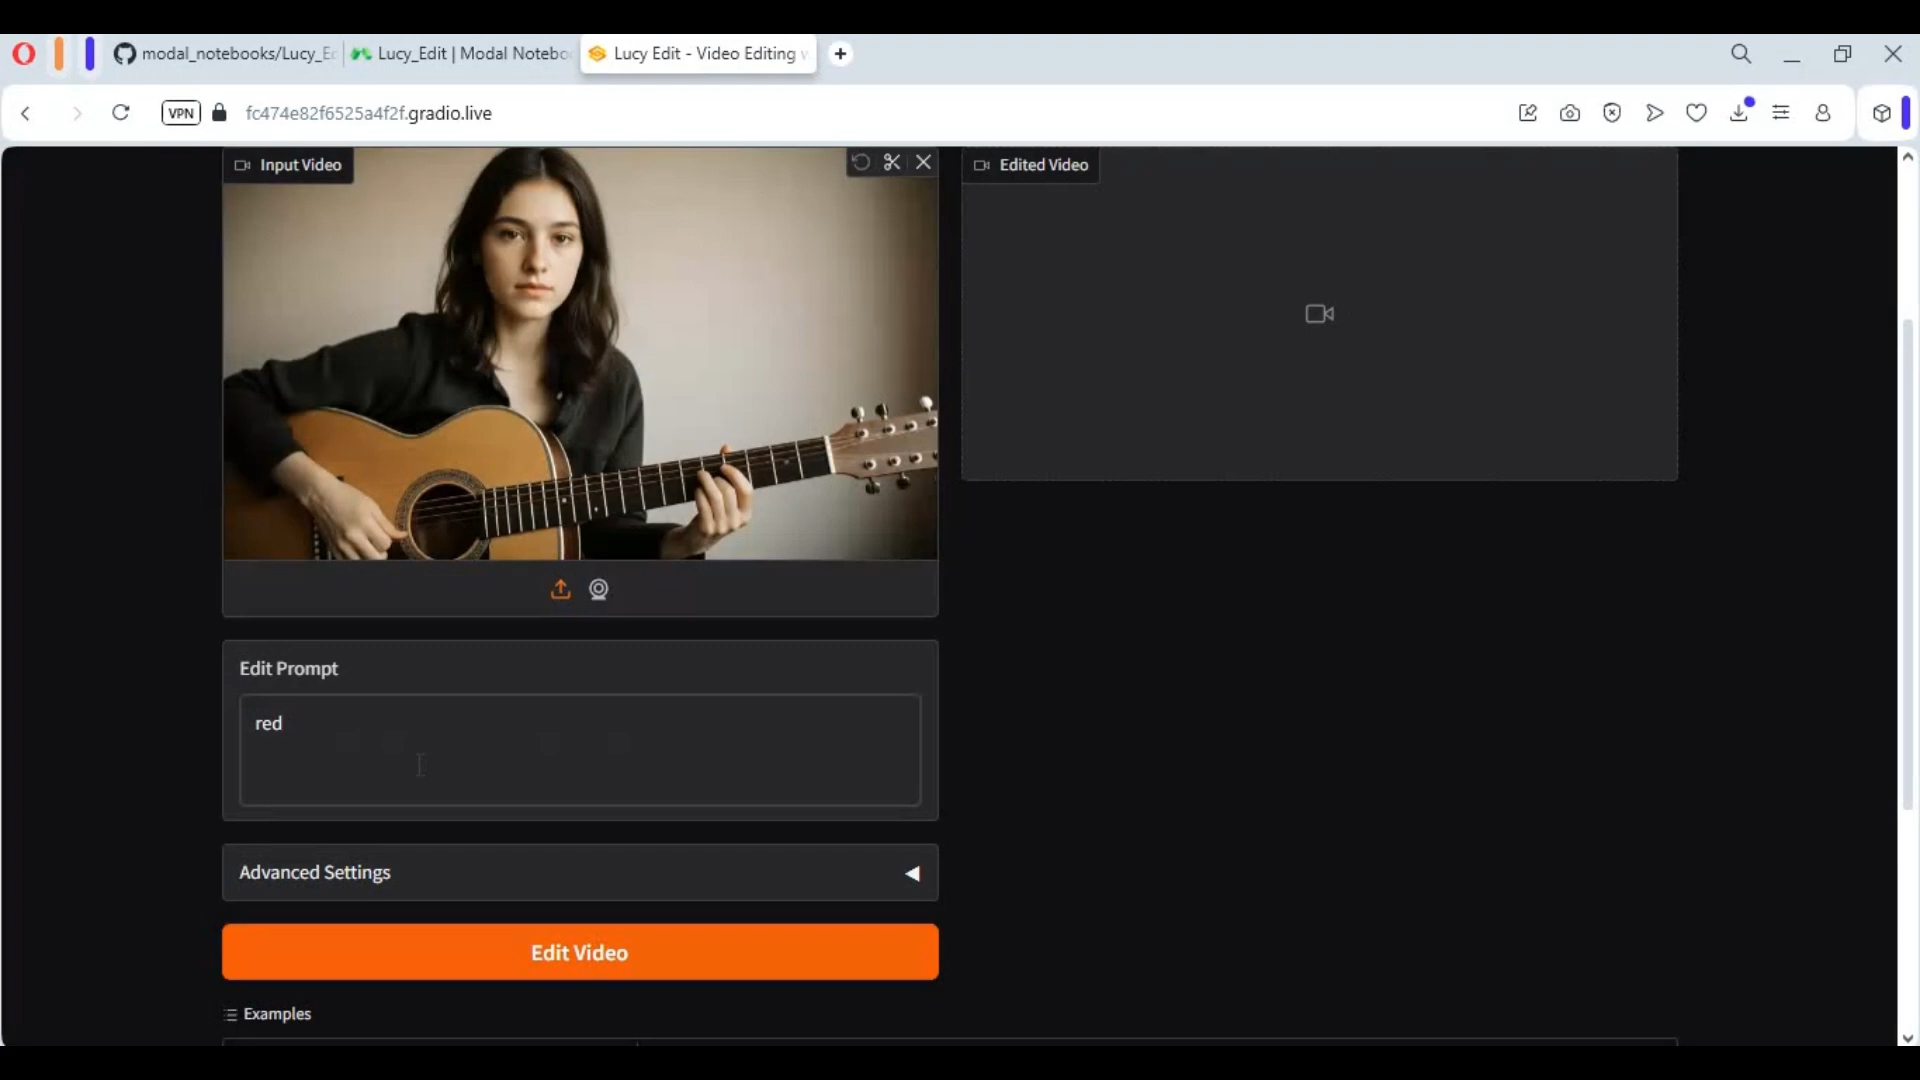 modal_notebooks/Lucy_Ed
Lucy_Edit | Modal Notebo
Lucy Edit - Video Editing w
VPN
fc474e82f6525a4f2f.gradio.live
Input Video
Edited Video
Edit Prompt
red
Advanced Settings
Edit Video
Examples